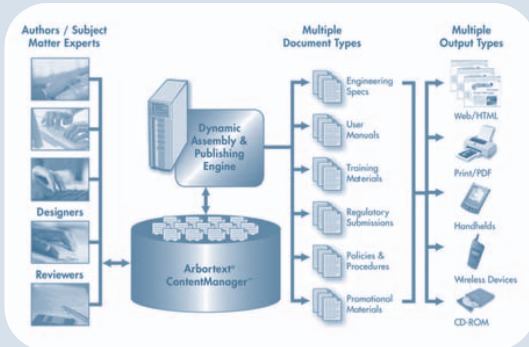 Authors / Subject
Matter Experts
Designers
Reviewers
Dynamic
Assembly &
Publishing
Engine
Arbortext®
ContentManager™
Multiple
Document Types
Engineering
Specs
User
Manuals
Training
Materials
Regulatory
Submissions
Policies &
Procedures
Promotional
Materials
Multiple
Output Types
Web/HTML
Print/PDF
Handhelds
Wireless Devices
CD-ROM